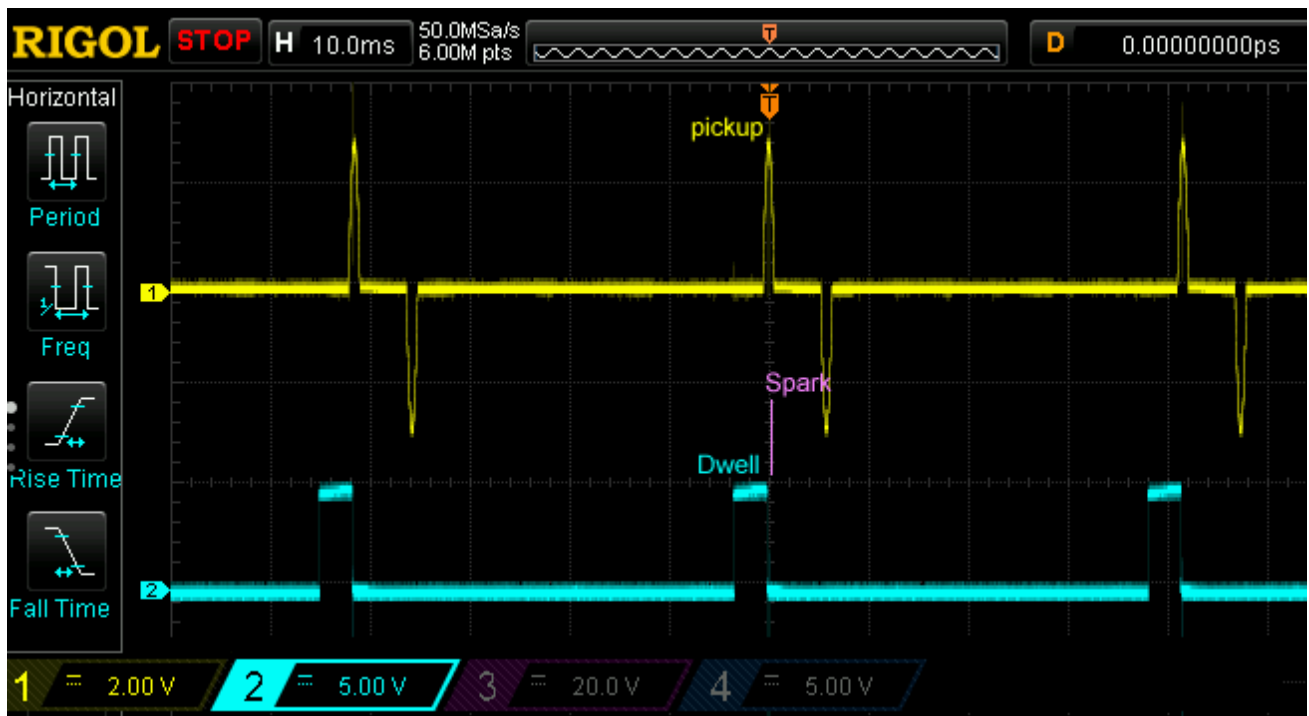 RIGOL STOP H 10.0ms 50.0MSa/s T D 0.00000000ps
6.00M pts
Horizontal
T
pickup
Period
1
Freq
Spark
Dwell
Rise Time
2
Fall Time
1 2.00 V 2 5.00 V 3 20.0 V 4 5.00 V